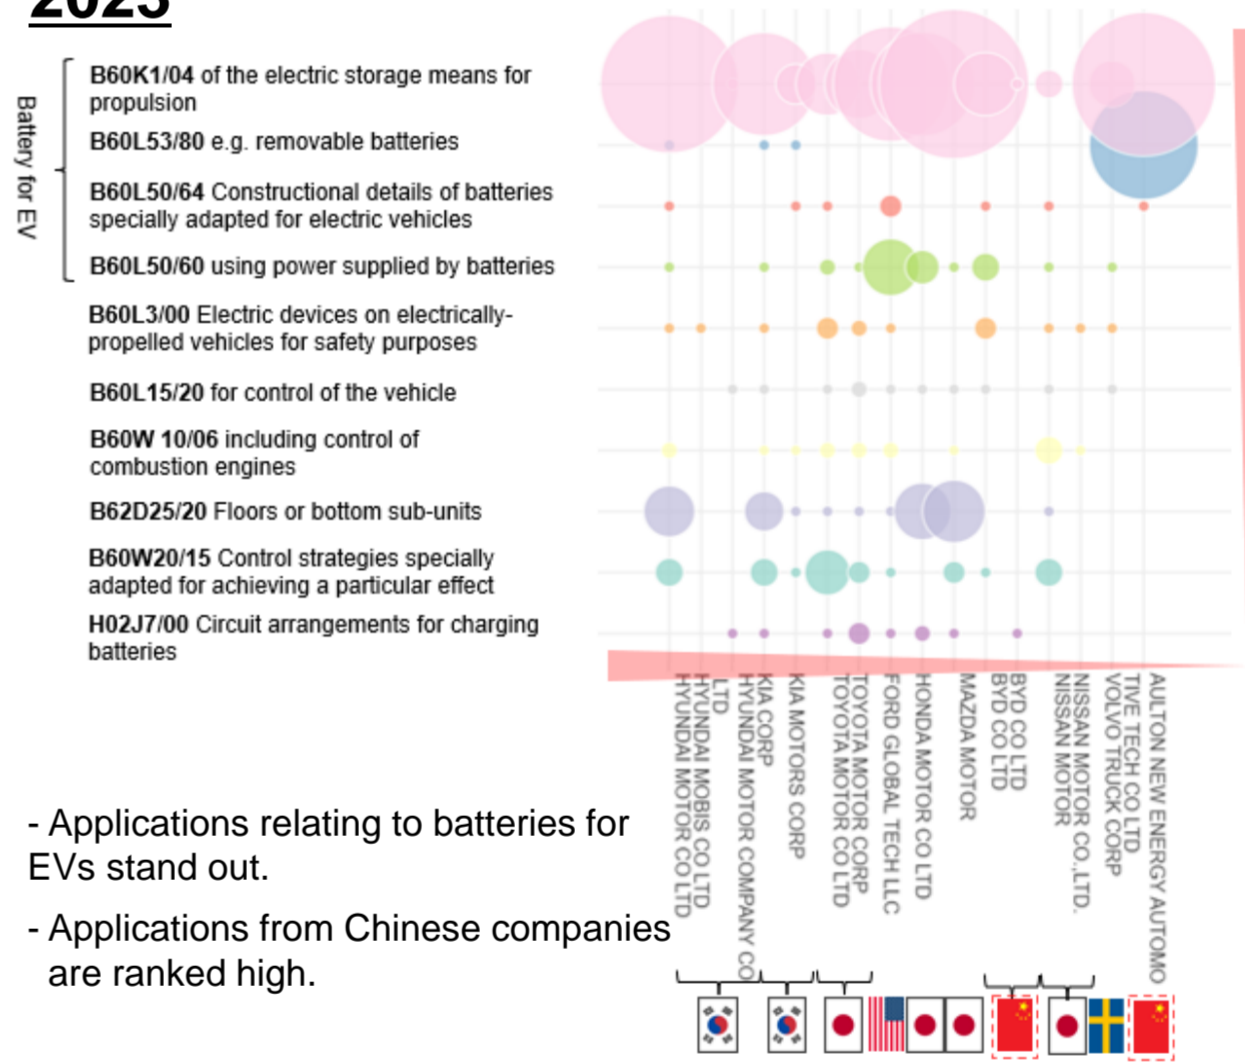 2023
Battery for EV
B60K1/04 of the electric storage means for
propulsion
B60L53/80 e.g. removable batteries
B60L50/64 Constructional details of batteries
specially adapted for electric vehicles
B60L50/60 using power supplied by batteries
B60L3/00 Electric devices on electrically-
propelled vehicles for safety purposes
B60L15/20 for control of the vehicle
B60W 10/06 including control of
combustion engines
B62D25/20 Floors or bottom sub-units
B60W20/15 Control strategies specially
adapted for achieving a particular effect
H02J7/00 Circuit arrangements for charging
batteries
HYUNDAI MOTOR CO LTD
HYUNDAI MOBIS CO LTD
LTD
HYUNDAI MOTOR COMPANY CO
KIA CORP
KIA MOTORS CORP
TOYOTA MOTOR CO LTD
TOYOTA MOTOR CORP
FORD GLOBAL TECH LLC
HONDA MOTOR CO LTD
MAZDA MOTOR
BYD CO LTD
BYD CO LTD
NISSAN MOTOR
NISSAN MOTOR CO.,LTD.
VOLVO TRUCK CORP
TIVE TECH CO LTD
AULTON NEW ENERGY AUTOMO
- Applications relating to batteries for
EVs stand out.
- Applications from Chinese companies
are ranked high.